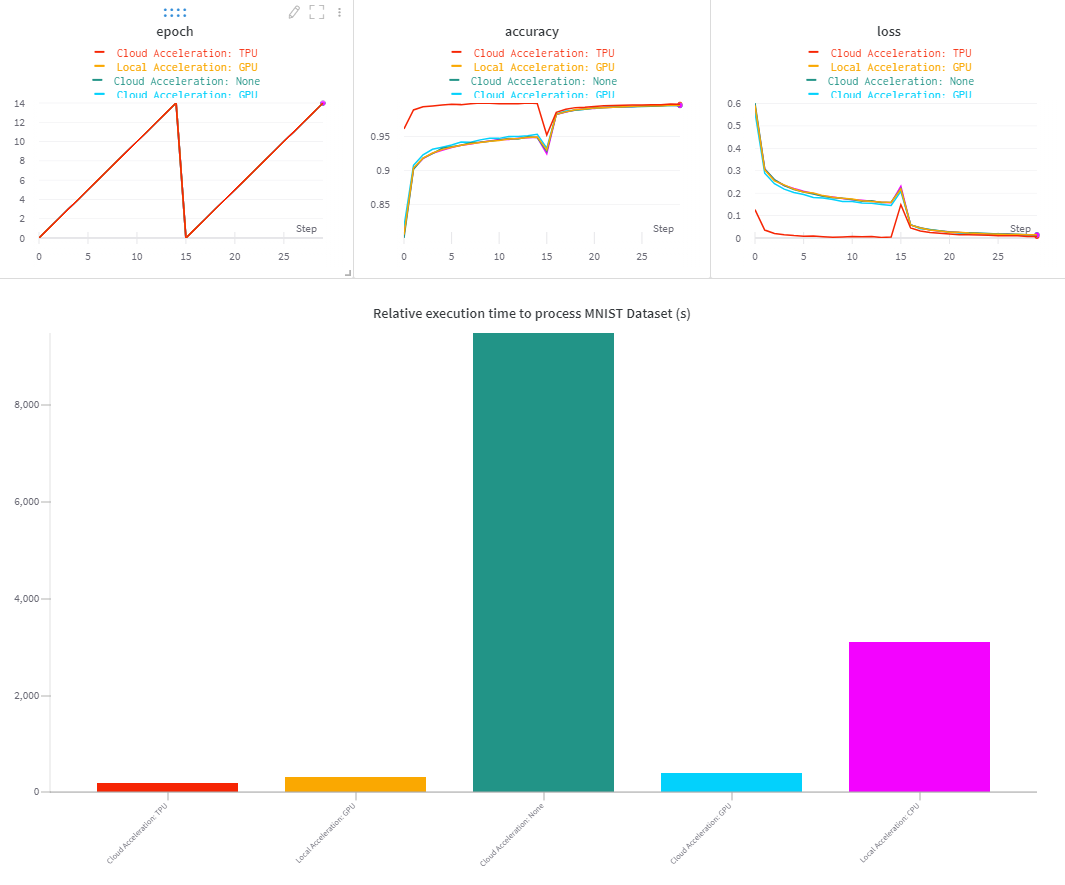 epoch
Cloud Acceleration: TPU
Local Acceleration: GPU
Cloud Acceleration: None
Cloud Acceleration: GPU
14
12
10
8
6
4
2
0
Step
0 5 10 15 20 25
accuracy
Cloud Acceleration: TPU
Local Acceleration: GPU
Cloud Acceleration: None
Cloud Acceleration: GPU
0.95
0.9
0.85
Step
0 5 10 15 20 25
loss
Cloud Acceleration: TPU
Local Acceleration: GPU
Cloud Acceleration: None
Cloud Acceleration: GPU
0.6
0.5
0.4
0.3
0.2
0.1
0
Step
0 5 10 15 20 25
Relative execution time to process MNIST Dataset (s)
8,000
6,000
4,000
2,000
0
Cloud Acceleration: TPU
Local Acceleration: GPU
Cloud Acceleration: None
Cloud Acceleration: GPU
Local Acceleration: CPU